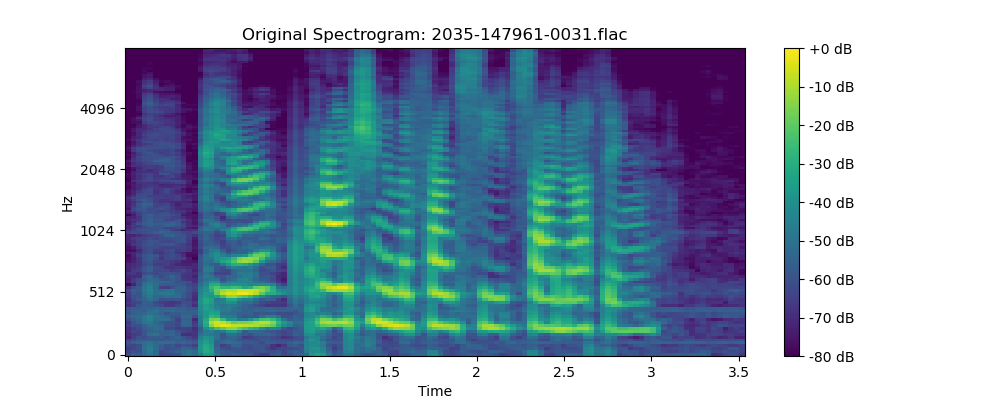 Original Spectrogram: 2035-147961-0031.flac
Hz
4096
2048
1024
512
0
0
0.5
1
1.5
2
2.5
3
3.5
Time
+0 dB
-10 dB
-20 dB
-30 dB
-40 dB
-50 dB
-60 dB
-70 dB
-80 dB